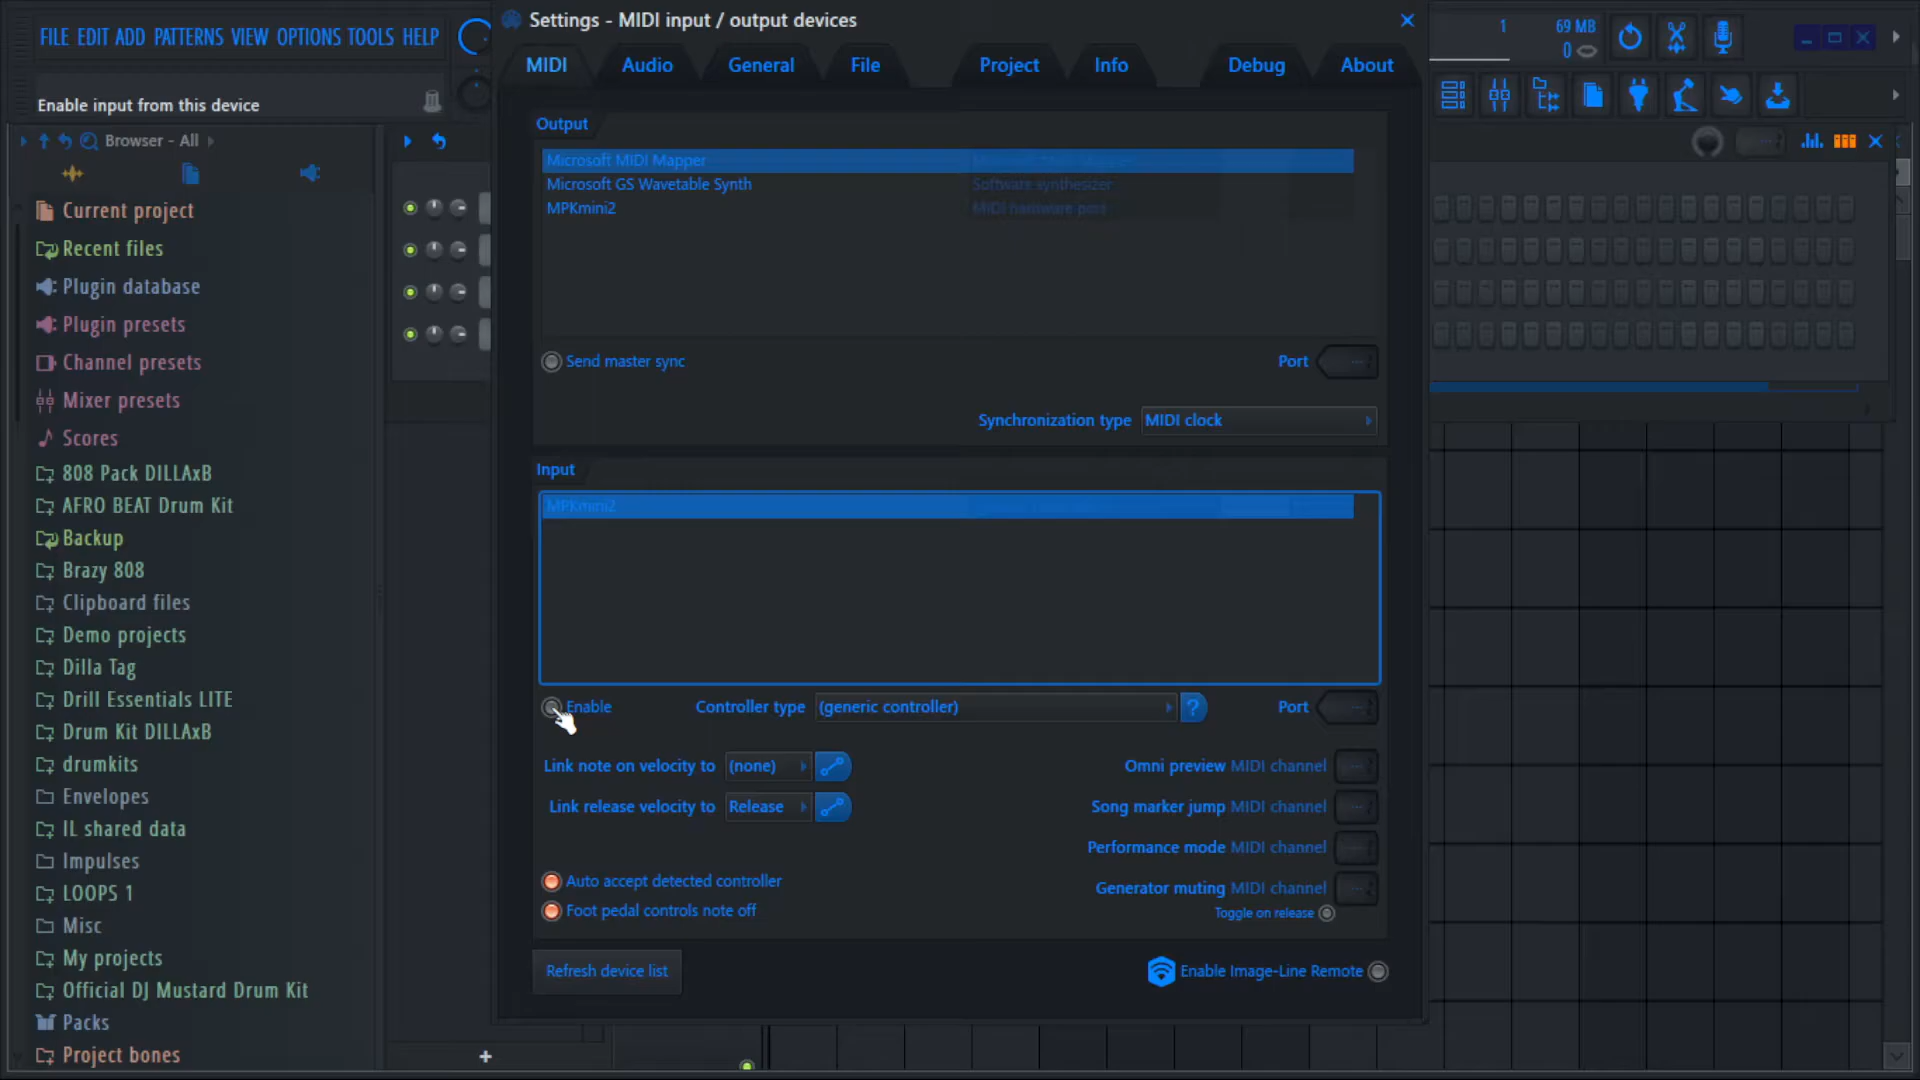 Settings - MIDI input / output devices
FILE EDIT ADD PATTERNS VIEW OPTIONS TOOLS HELP
1
69 MB
0
MIDI
Audio
General
File
Project
Info
Debug
About
Enable input from this device
Browser - All
Current project
Recent files
Plugin database
Plugin presets
Channel presets
Mixer presets
Scores
808 Pack DILLAxB
AFRO BEAT Drum Kit
Backup
Brazy 808
Clipboard files
Demo projects
Dilla Tag
Drill Essentials LITE
Drum Kit DILLAxB
drumkits
Envelopes
IL shared data
Impulses
LOOPS 1
Misc
My projects
Official DJ Mustard Drum Kit
Packs
Project bones
Output
Microsoft MIDI Mapper
Microsoft GS Wavetable Synth Software synthesizer
MPKmini2 MIDI hardware port
Send master sync
Port
Synchronization type MIDI clock
Input
MPKmini2
Enable
Controller type (generic controller) ?
Port
Link note on velocity to (none)
Omni preview MIDI channel
Link release velocity to Release
Song marker jump MIDI channel
Performance mode MIDI channel
Auto accept detected controller
Generator muting MIDI channel
Foot pedal controls note off
Toggle on release
Refresh device list
Enable Image-Line Remote
+